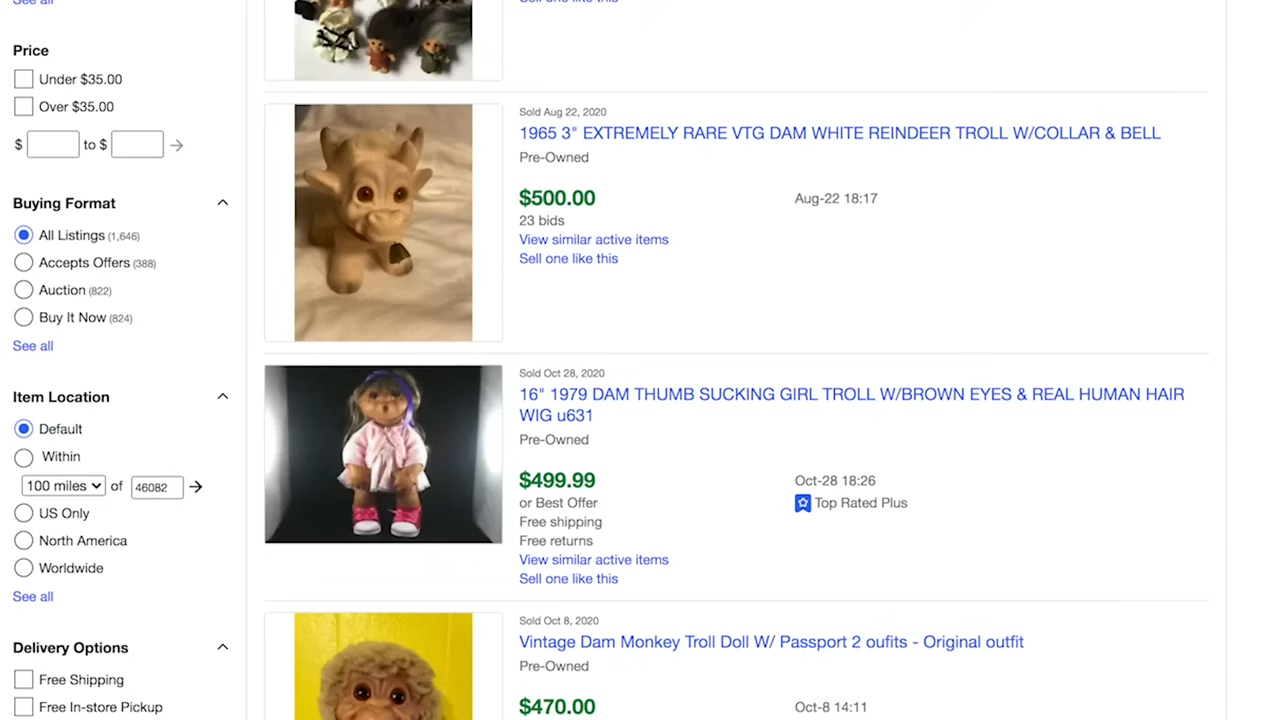 See all
Price
Under $35.00
Over $35.00
$ to $
Buying Format
All Listings (1,646)
Accepts Offers (388)
Auction (822)
Buy It Now (824)
See all
Item Location
Default
Within
100 miles of 46082
US Only
North America
Worldwide
See all
Delivery Options
Free Shipping
Free In-store Pickup
Sell one like this
Sold Aug 22, 2020
1965 3" EXTREMELY RARE VTG DAM WHITE REINDEER TROLL W/COLLAR & BELL
Pre-Owned
$500.00 Aug-22 18:17
23 bids
View similar active items
Sell one like this
Sold Oct 28, 2020
16" 1979 DAM THUMB SUCKING GIRL TROLL W/BROWN EYES & REAL HUMAN HAIR
WIG u631
Pre-Owned
$499.99 Oct-28 18:26
or Best Offer Top Rated Plus
Free shipping
Free returns
View similar active items
Sell one like this
Sold Oct 8, 2020
Vintage Dam Monkey Troll Doll W/ Passport 2 oufits - Original outfit
Pre-Owned
$470.00 Oct-8 14:11